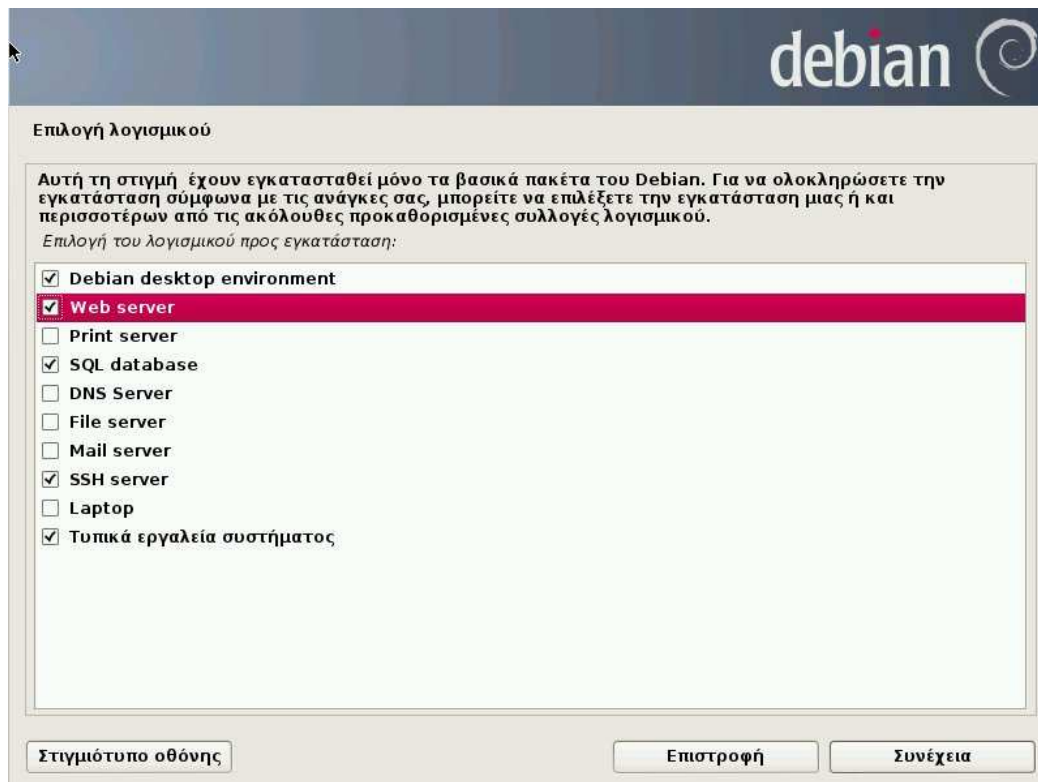 debian
Επιλογή λογισμικού
Αυτή τη στιγμή έχουν εγκατασταθεί μόνο τα βασικά πακέτα του Debian. Για να ολοκληρώσετε την
εγκατάσταση σύμφωνα με τις ανάγκες σας, μπορείτε να επιλέξετε την εγκατάσταση μιας ή και
περισσοτέρων από τις ακόλουθες προκαθορισμένες συλλογές λογισμικού.
Επιλογή του λογισμικού προς εγκατάσταση:
Debian desktop environment
Web server
Print server
SQL database
DNS Server
File server
Mail server
SSH server
Laptop
Τυπικά εργαλεία συστήματος
Στιγμιότυπο οθόνης
Επιστροφή
Συνέχεια